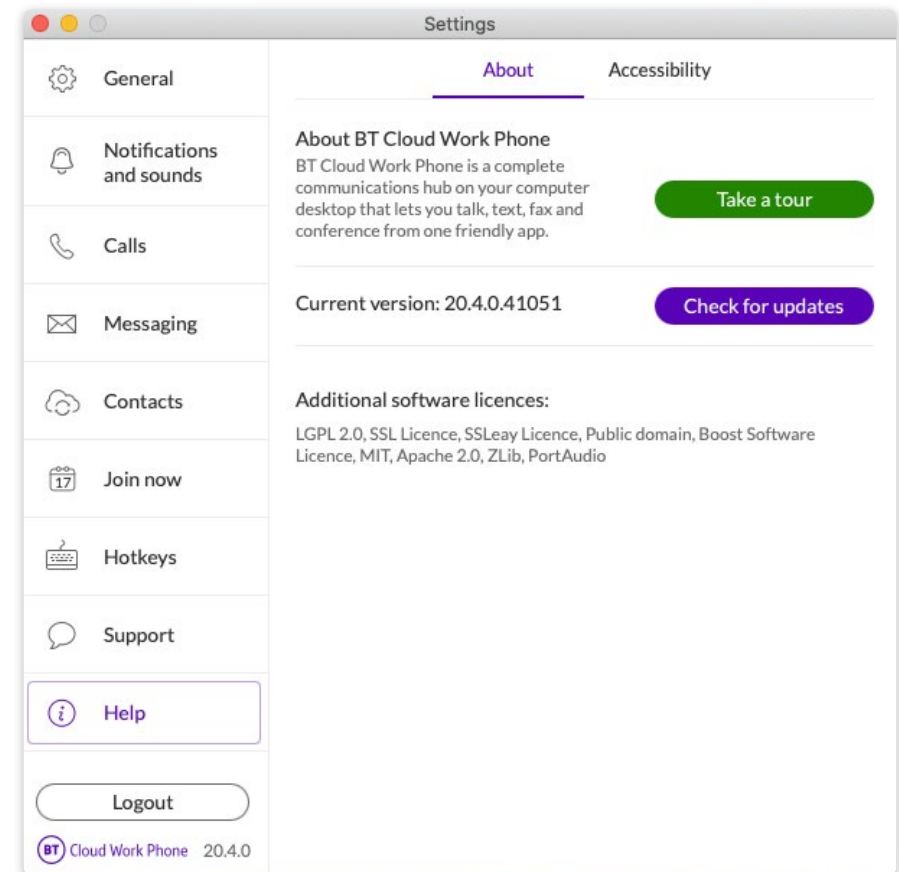 Settings
General
Notifications
and sounds
Calls
Messaging
Contacts
17
Join now
Hotkeys
Support
i
Help
Logout
BT Cloud Work Phone 20.4.0
About Accessibility
About BT Cloud Work Phone
BT Cloud Work Phone is a complete
communications hub on your computer
desktop that lets you talk, text, fax and
conference from one friendly app.
Take a tour
Current version: 20.4.0.41051
Check for updates
Additional software licences:
LGPL 2.0, SSL Licence, SSLeay Licence, Public domain, Boost Software
Licence, MIT, Apache 2.0, ZLib, PortAudio